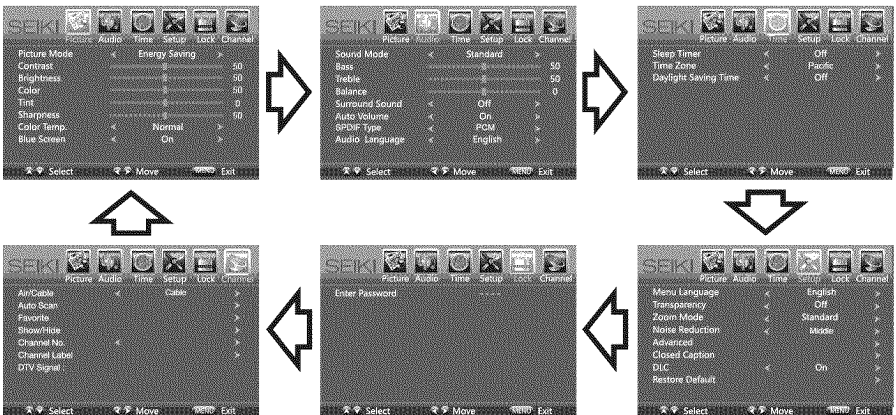 SEIKI Picture Audio Time Setup Lock Channel
Picture Mode Energy Saving
Contrast 50
Brightness 50
Color 50
Tint 0
Sharpness 50
Color Temp. Normal
Blue Screen On
Select Move MENU Exit
SEIKI Picture Audio Time Setup Lock Channel
Sound Mode Standard
Bass 50
Treble 50
Balance 0
Surround Sound Off
Auto Volume On
SPDIF Type PCM
Audio Language English
Select Move MENU Exit
SEIKI Picture Audio Time Setup Lock Channel
Sleep Timer Off
Time Zone Pacific
Daylight Saving Time Off
Select Move MENU Exit
SEIKI Picture Audio Time Setup Lock Channel
Air/Cable Cable
Auto Scan
Favorite
Show/Hide
Channel No.
Channel Label
DTV Signal
Select Move MENU Exit
SEIKI Picture Audio Time Setup Lock Channel
Enter Password ----
Select Move MENU Exit
SEIKI Picture Audio Time Setup Lock Channel
Menu Language English
Transparency Off
Zoom Mode Standard
Noise Reduction Middle
Advanced
Closed Caption
DLC On
Restore Default
Select Move MENU Exit